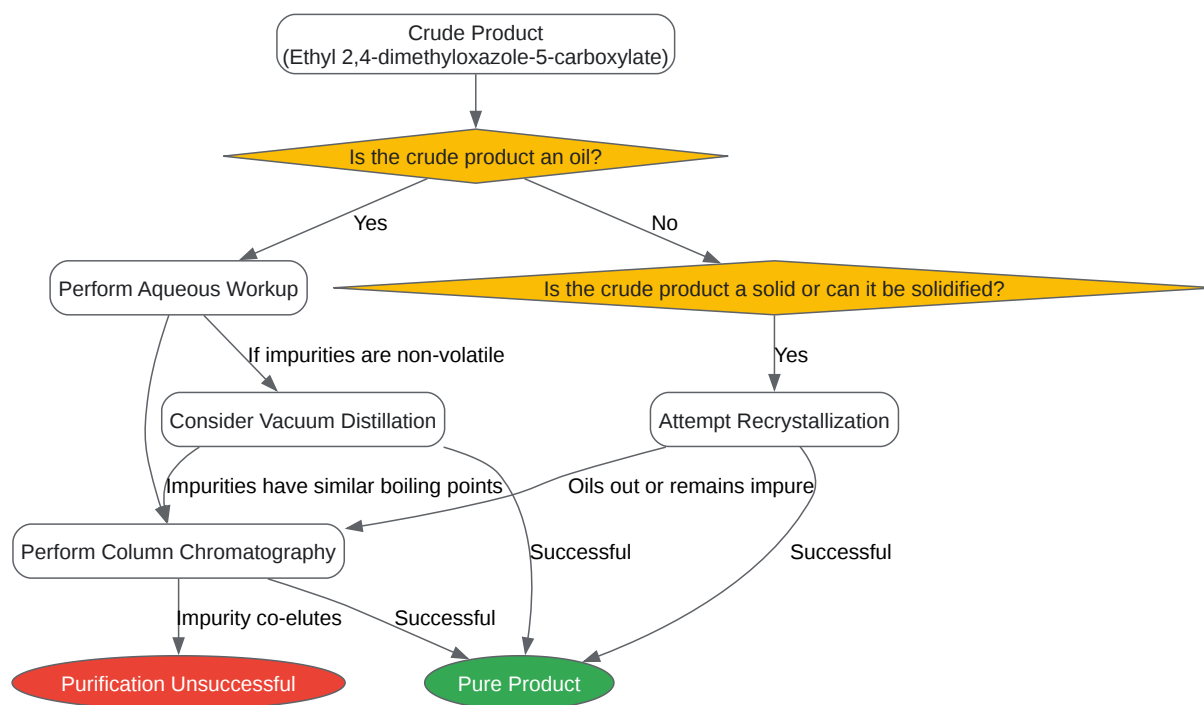 Crude Product
(Ethyl 2,4-dimethyloxazole-5-carboxylate)
Is the crude product an oil?
Yes
No
Perform Aqueous Workup
Is the crude product a solid or can it be solidified?
If impurities are non-volatile
Yes
Consider Vacuum Distillation
Attempt Recrystallization
Impurities have similar boiling points
Oils out or remains impure
Perform Column Chromatography
Successful
Successful
Impurity co-elutes
Successful
Purification Unsuccessful
Pure Product